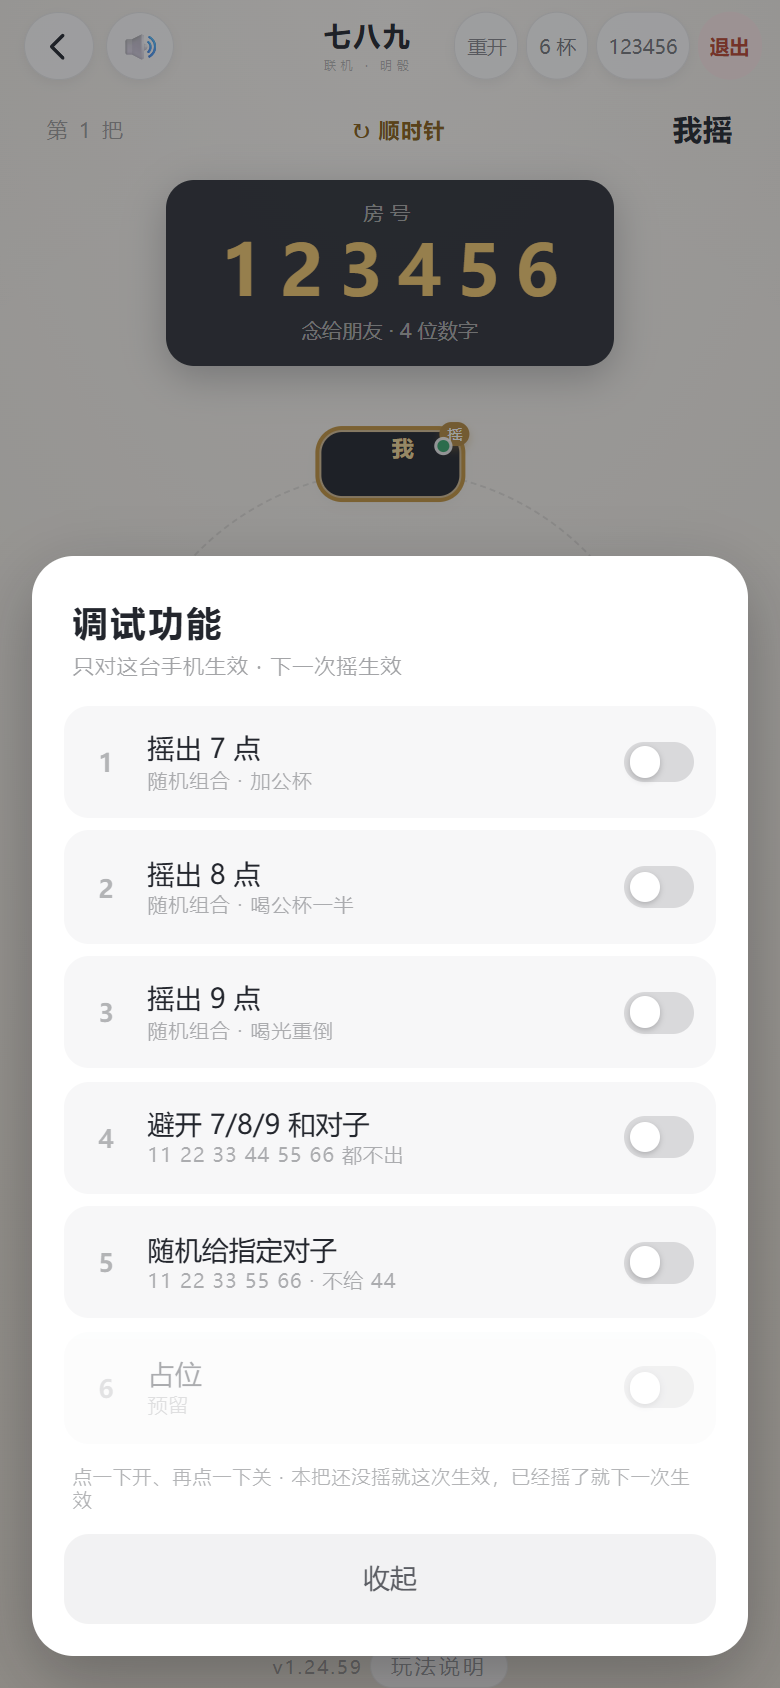 七八九
联机 · 明骰
重开
6 杯
123456
退出
第 1 把
↻ 顺时针
我摇
房号
123456
念给朋友 · 4 位数字
摇
我
调试功能
只对这台手机生效 · 下一次摇生效
1
摇出 7 点
随机组合 · 加公杯
2
摇出 8 点
随机组合 · 喝公杯一半
3
摇出 9 点
随机组合 · 喝光重倒
4
避开 7/8/9 和对子
11 22 33 44 55 66 都不出
5
随机给指定对子
11 22 33 55 66 · 不给 44
6
占位
预留
点一下开、再点一下关 · 本把还没摇就这次生效，已经摇了就下一次生
效
收起
v1.24.59
玩法说明